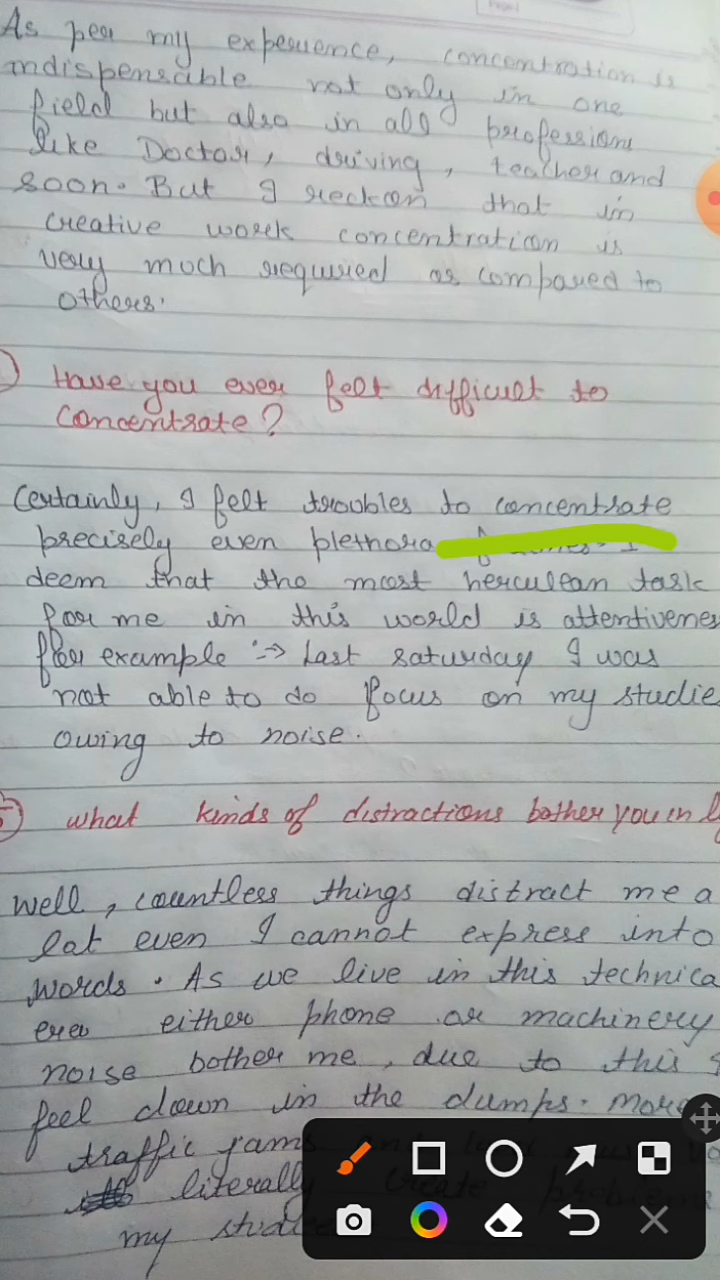 As per my experience, concentration is
indispensable not only in one
field but also in all profession
like Doctor, driving, teacher and
soon. But I reckon that in
creative work concentration is
very much required as compared to
others.
Have you ever felt difficult to
concentrate?
Certainly, I felt troubles to concentrate
precisely even plethora
deem that the most herculean task
for me in this world is attentivenes
for example :→ Last saturday I was
not able to do focus on my studie
owing to noise.
what kinds of distractions bother you in
Well, countless things distract me a
lot even I cannot express into
words. As we live in this technica
era either phone or machinery
noise bother me, due to this
feel down in the dumps. More
traffic jams
literally create problems
my